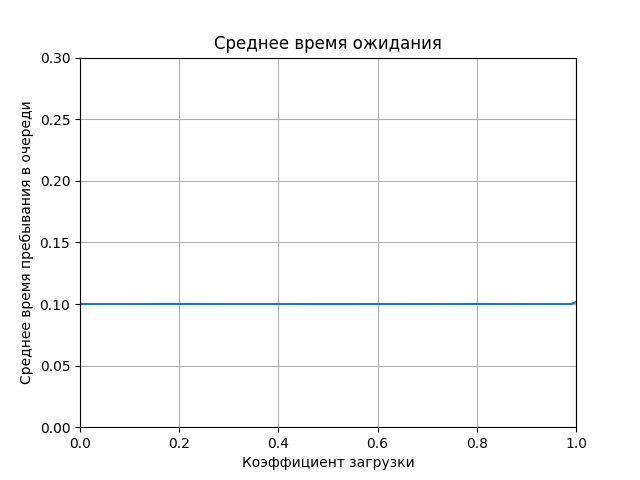 Среднее время ожидания
0.30
0.25
0.20
0.15
0.10
0.05
0.00
Среднее время пребывания в очереди
0.0 0.2 0.4 0.6 0.8 1.0
Коэффициент загрузки